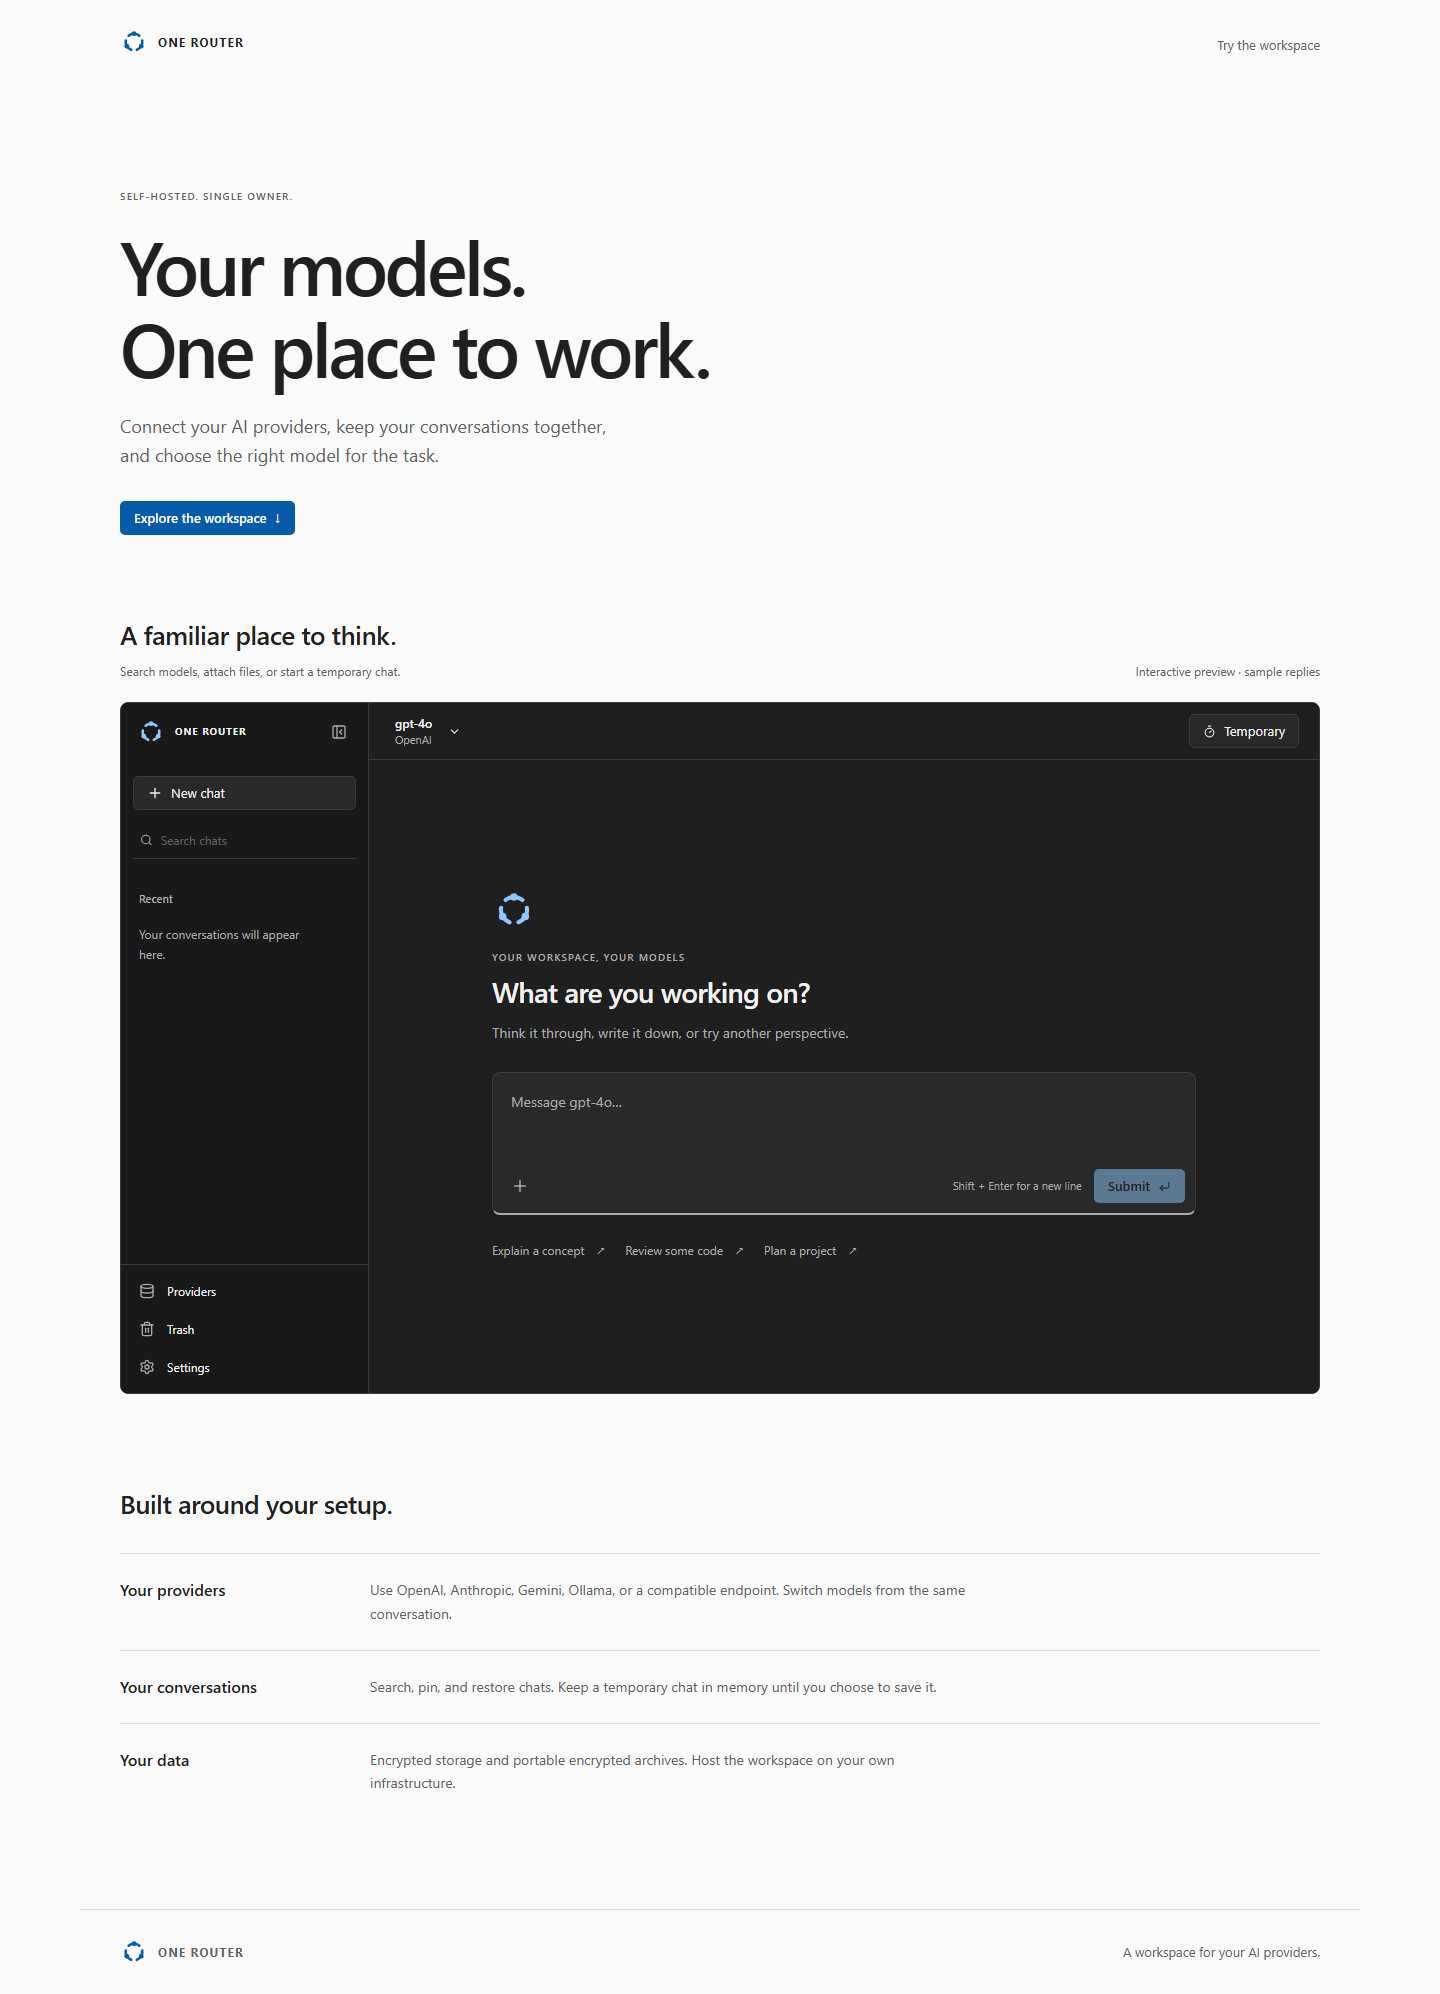 ONE ROUTER
Try the workspace
SELF-HOSTED. SINGLE OWNER.
Your models.
One place to work.
Connect your AI providers, keep your conversations together,
and choose the right model for the task.
Explore the workspace ↓
A familiar place to think.
Search models, attach files, or start a temporary chat.
Interactive preview · sample replies
ONE ROUTER
gpt-4o
OpenAI
Temporary
New chat
Search chats
Recent
Your conversations will appear
here.
YOUR WORKSPACE, YOUR MODELS
What are you working on?
Think it through, write it down, or try another perspective.
Message gpt-4o...
Shift + Enter for a new line
Submit
Explain a concept ↗
Review some code ↗
Plan a project ↗
Providers
Trash
Settings
Built around your setup.
Your providers
Use OpenAI, Anthropic, Gemini, Ollama, or a compatible endpoint. Switch models from the same
conversation.
Your conversations
Search, pin, and restore chats. Keep a temporary chat in memory until you choose to save it.
Your data
Encrypted storage and portable encrypted archives. Host the workspace on your own
infrastructure.
ONE ROUTER
A workspace for your AI providers.